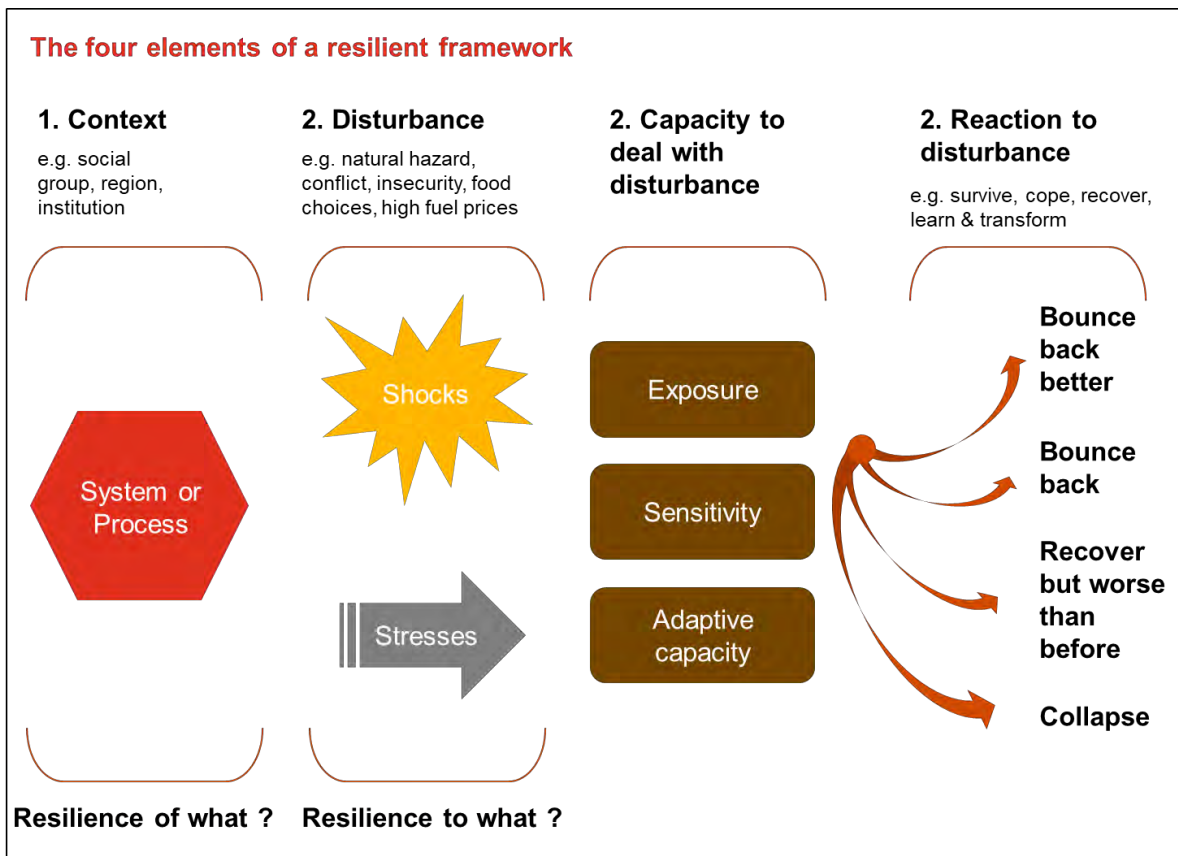 The four elements of a resilient framework
1. Context
e.g. social
group, region,
institution
2. Disturbance
e.g. natural hazard,
conflict, insecurity, food
choices, high fuel prices
2. Capacity to
deal with
disturbance
2. Reaction to
disturbance
e.g. survive, cope, recover,
learn & transform
System or
Process
Shocks
Stresses
Exposure
Sensitivity
Adaptive
capacity
Bounce
back
better
Bounce
back
Recover
but worse
than
before
Collapse
Resilience of what ?
Resilience to what ?